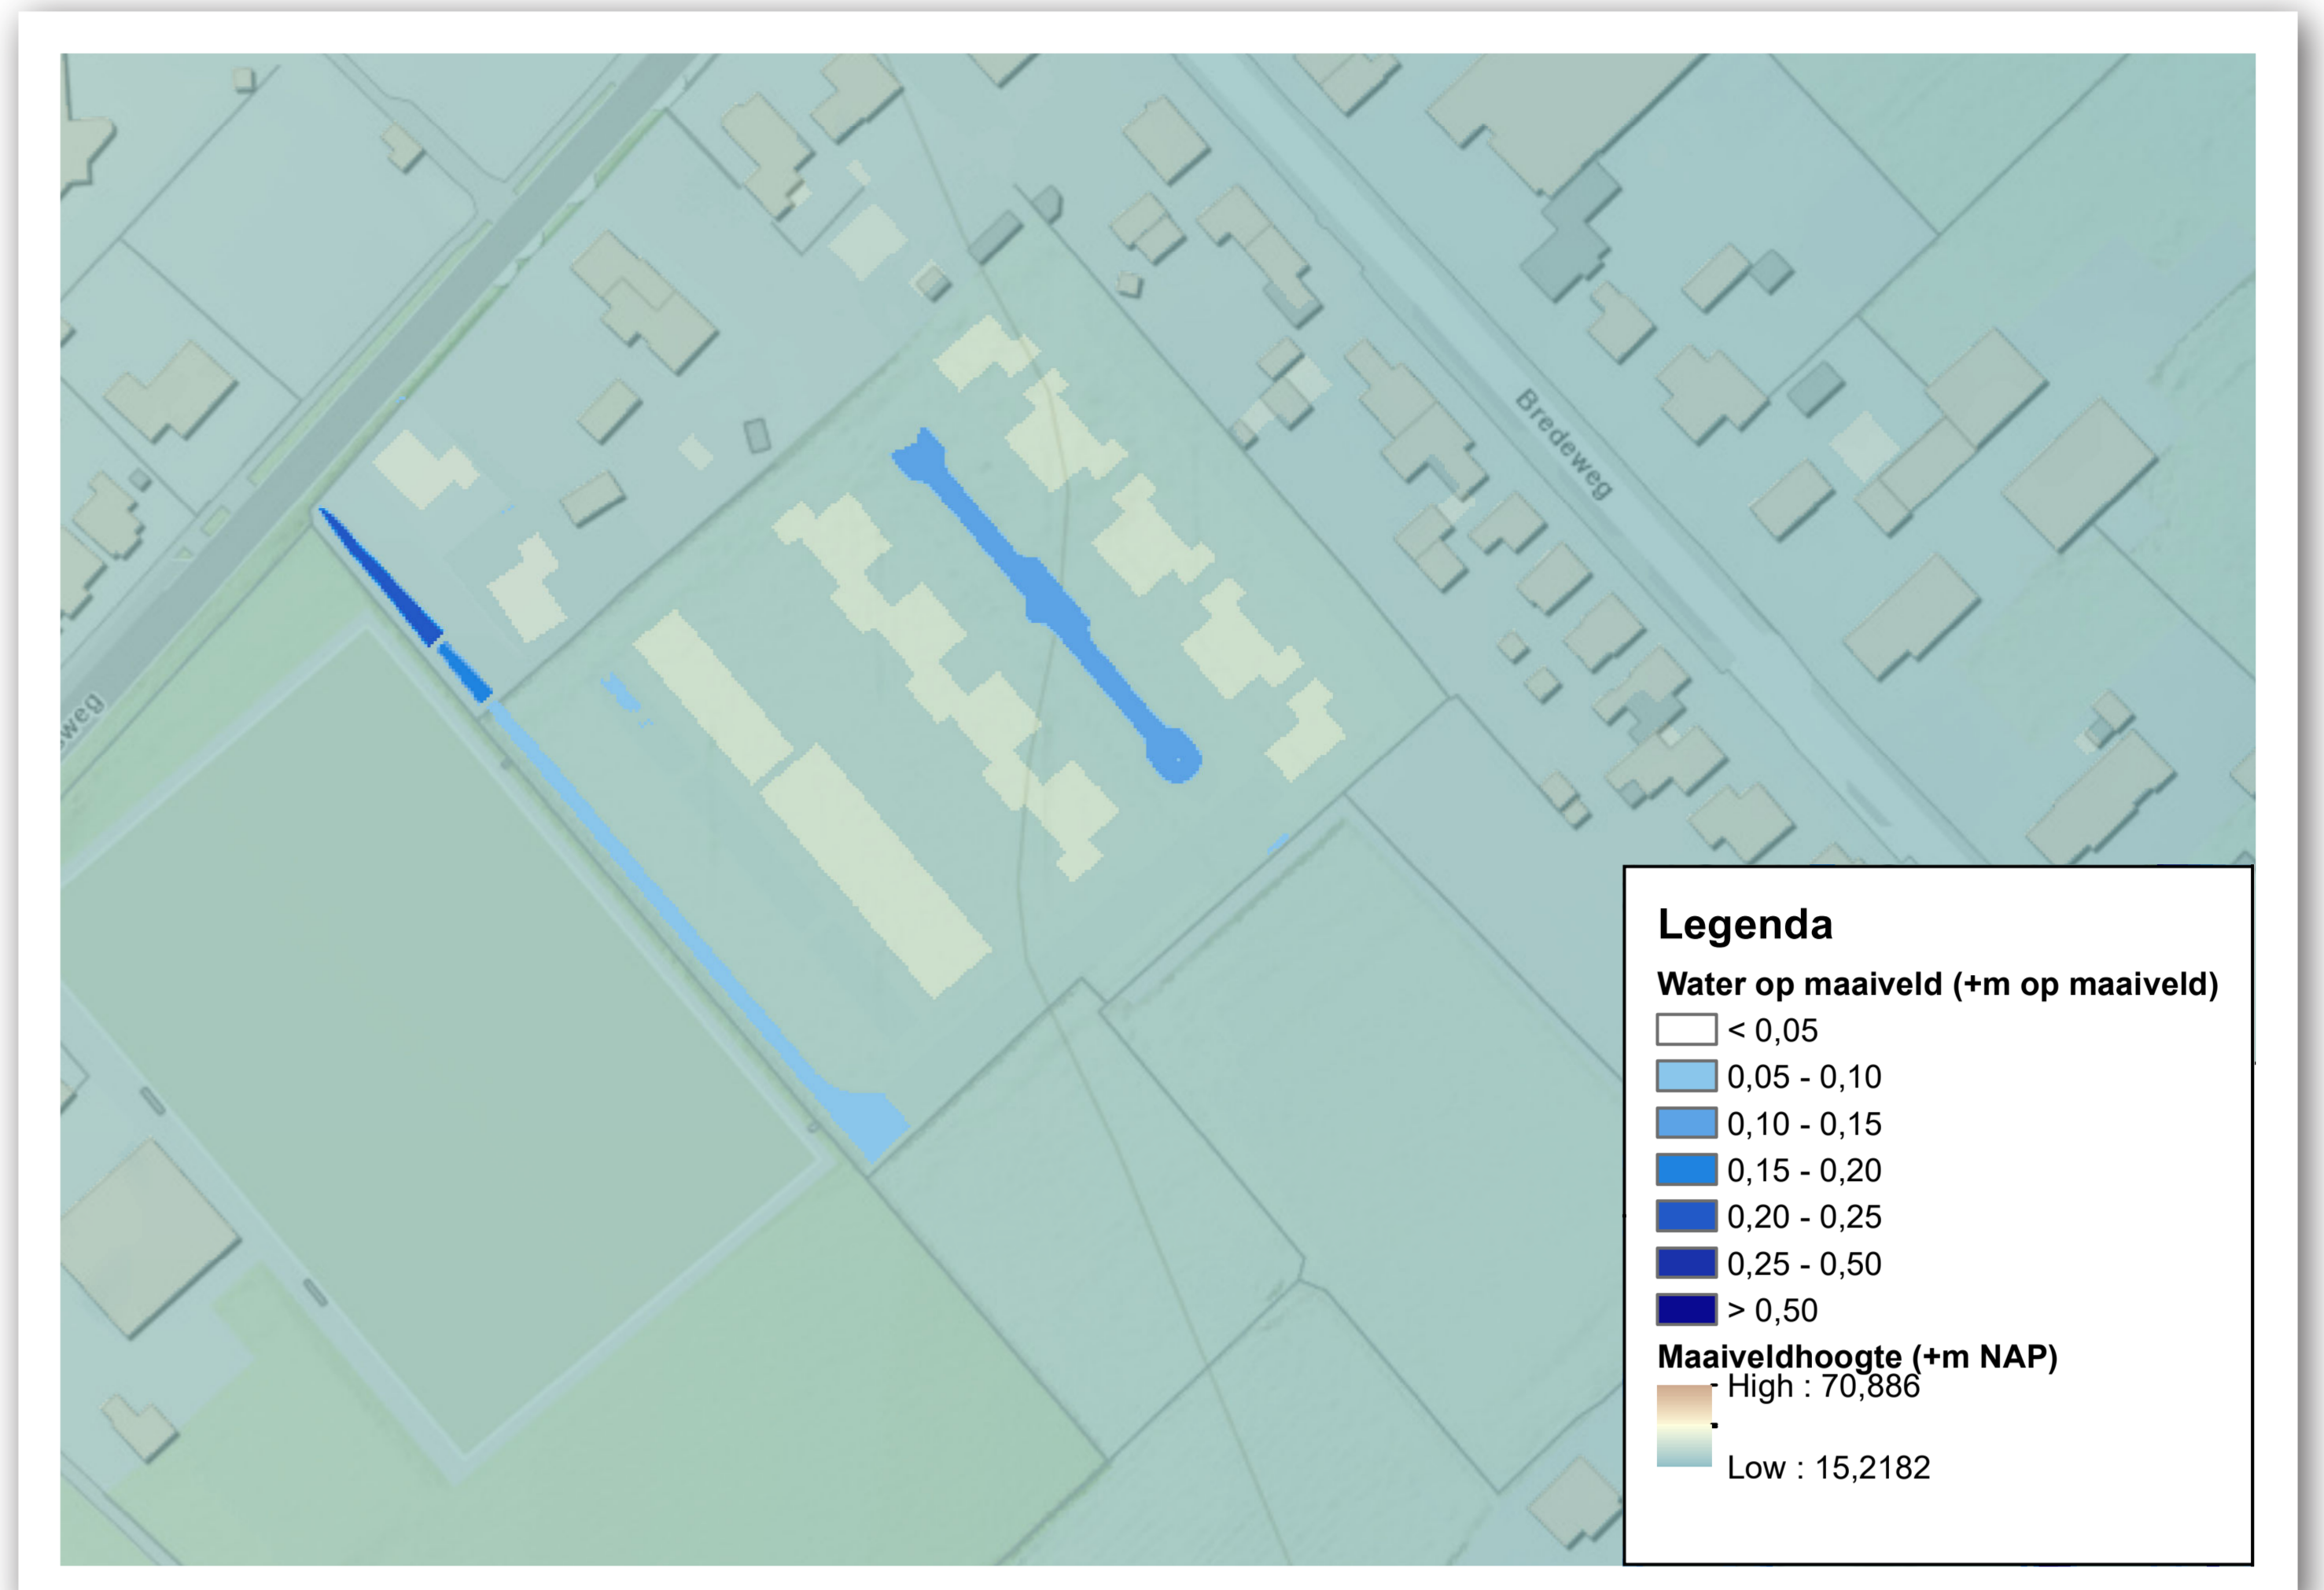 Bredeweg
sweg
Legenda
Water op maaiveld (+m op maaiveld)
< 0,05
0,05 - 0,10
0,10 - 0,15
0,15 - 0,20
0,20 - 0,25
0,25 - 0,50
> 0,50
Maaiveldhoogte (+m NAP)
High : 70,886
Low : 15,2182